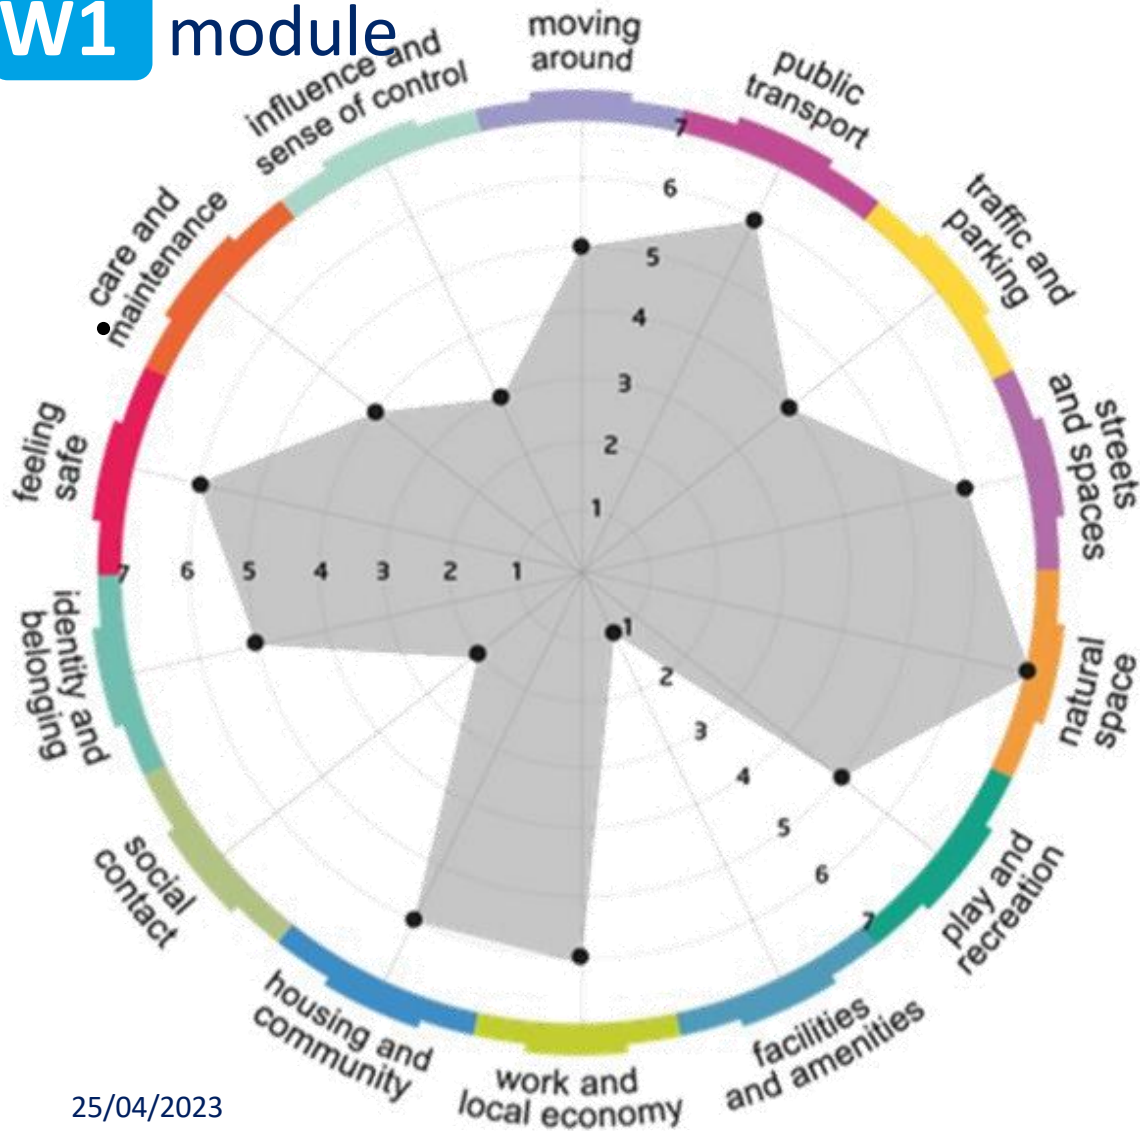 W1 module
moving
around
public
transport
traffic and
parking
streets
and spaces
natural
space
play and
recreation
facilities
and amenities
work and
local economy
housing and
community
social
contact
identity and
belonging
feeling
safe
care and
maintenance
influence and
sense of control
7
6
5
4
3
2
1
7 6 5 4 3 2 1
1
2
3
4
5
6
7
25/04/2023